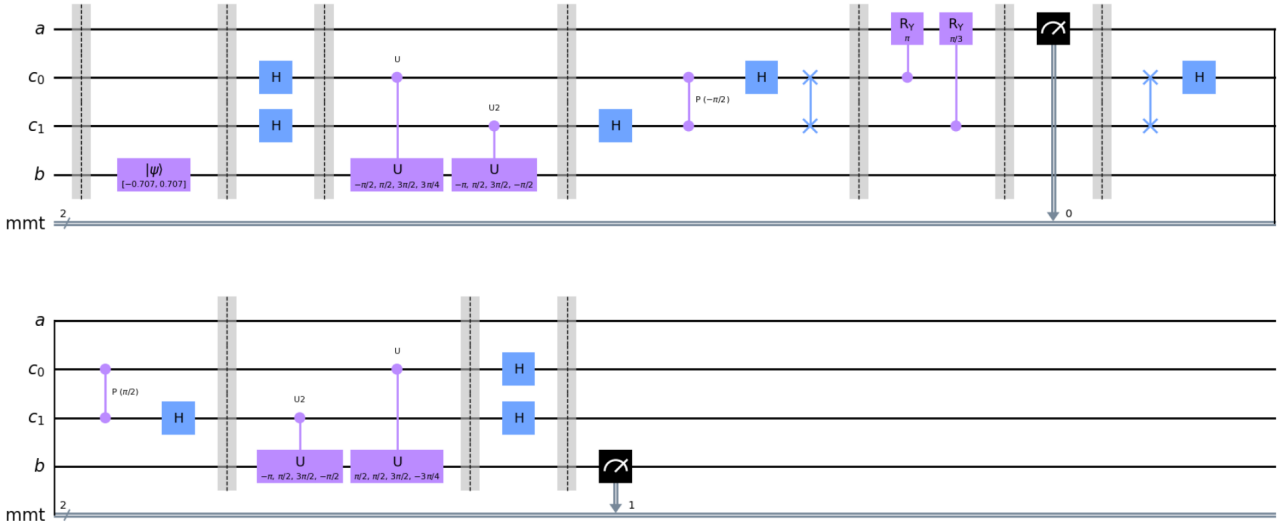 a
R_Y R_Y
π π/3
c₀
U
H
U2
P (−π/2)
H
H
c₁
H
H
b
|ψ⟩
[−0.707, 0.707]
U
−π/2, π/2, 3π/2, 3π/4
U
−π, π/2, 3π/2, −π/2
mmt
2
0
a
c₀
U
H
P (π/2)
U2
c₁
H
H
b
U
−π, π/2, 3π/2, −π/2
U
π/2, π/2, 3π/2, −3π/4
mmt
2
1